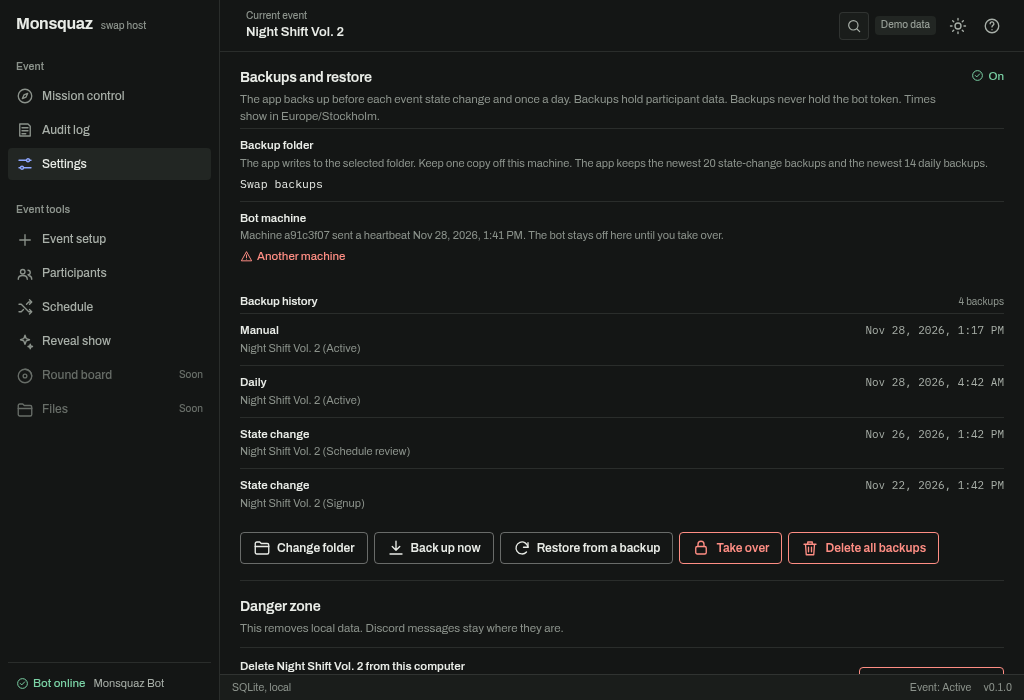 Monsquaz swap host
Event
Mission control
Audit log
Settings
Event tools
Event setup
Participants
Schedule
Reveal show
Round board Soon
Files Soon
Bot online Monsquaz Bot
Current event
Night Shift Vol. 2
Demo data
Backups and restore
On
The app backs up before each event state change and once a day. Backups hold participant data. Backups never hold the bot token. Times
show in Europe/Stockholm.
Backup folder
The app writes to the selected folder. Keep one copy off this machine. The app keeps the newest 20 state-change backups and the newest 14 daily backups.
Swap backups
Bot machine
Machine a91c3f07 sent a heartbeat Nov 28, 2026, 1:41 PM. The bot stays off here until you take over.
Another machine
Backup history 4 backups
Manual Nov 28, 2026, 1:17 PM
Night Shift Vol. 2 (Active)
Daily Nov 28, 2026, 4:42 AM
Night Shift Vol. 2 (Active)
State change Nov 26, 2026, 1:42 PM
Night Shift Vol. 2 (Schedule review)
State change Nov 22, 2026, 1:42 PM
Night Shift Vol. 2 (Signup)
Change folder Back up now Restore from a backup Take over Delete all backups
Danger zone
This removes local data. Discord messages stay where they are.
Delete Night Shift Vol. 2 from this computer
SQLite, local Event: Active v0.1.0